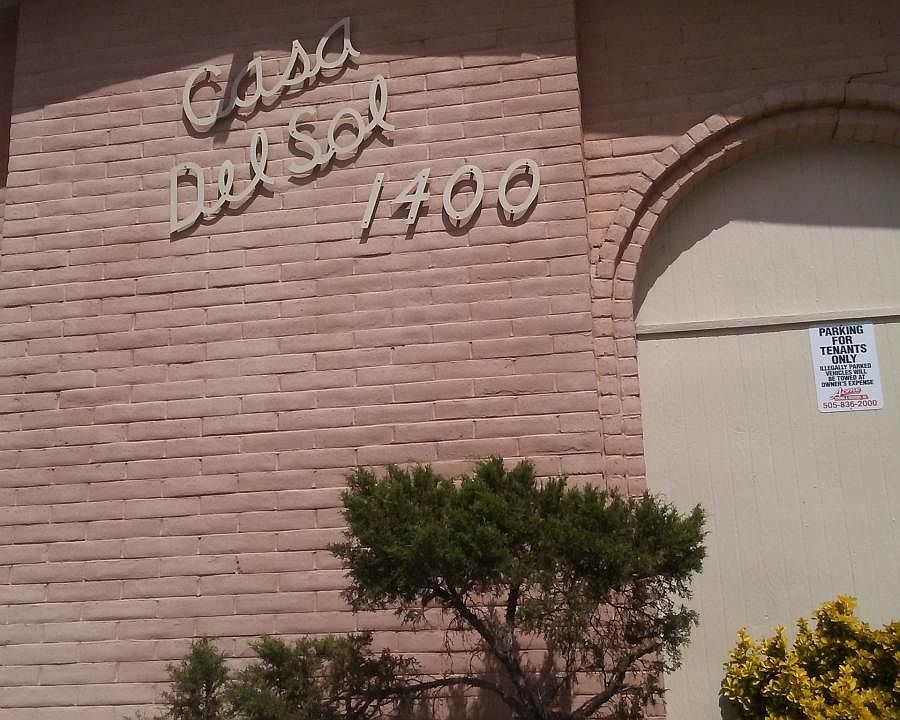 Casa
Del Sol
1400
PARKING
FOR
TENANTS
ONLY
ILLEGALLY PARKED
VEHICLES WILL
BE TOWED AT
OWNER'S EXPENSE
505-836-2000